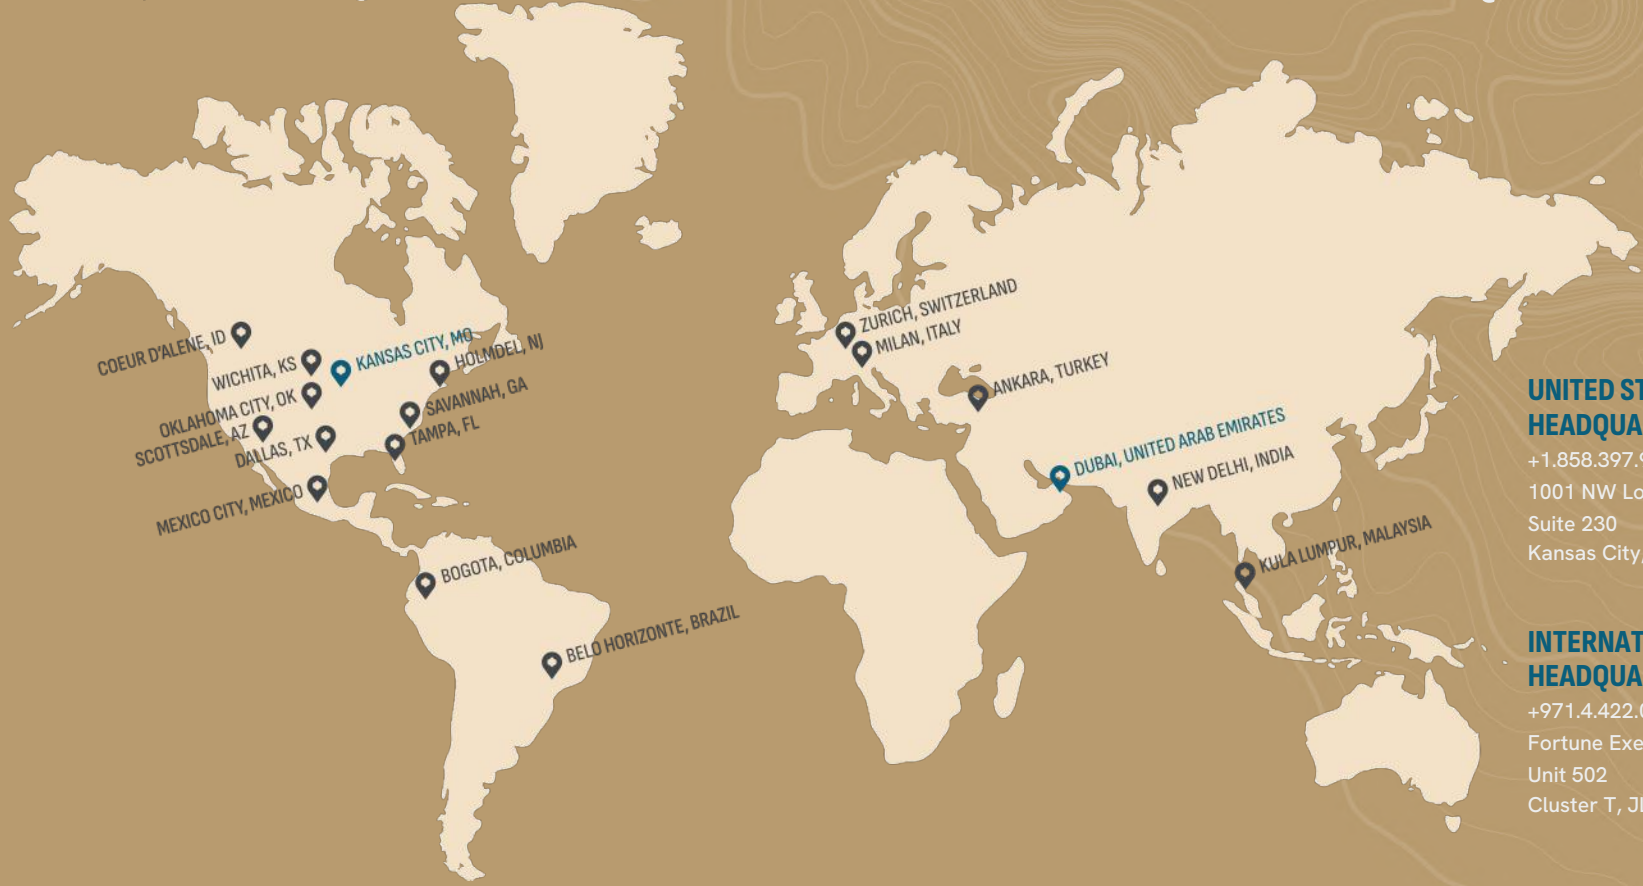 COEUR D'ALENE, ID
WICHITA, KS
KANSAS CITY, MO
HOLMDEL, NJ
OKLAHOMA CITY, OK
SCOTTSDALE, AZ
DALLAS, TX
SAVANNAH, GA
TAMPA, FL
MEXICO CITY, MEXICO
BOGOTA, COLUMBIA
BELO HORIZONTE, BRAZIL
ZURICH, SWITZERLAND
MILAN, ITALY
ANKARA, TURKEY
DUBAI, UNITED ARAB EMIRATES
NEW DELHI, INDIA
KULA LUMPUR, MALAYSIA
UNITED ST
HEADQUA
+1.858.397.9
1001 NW Lo
Suite 230
Kansas City,
INTERNAT
HEADQUA
+971.4.422.0
Fortune Exe
Unit 502
Cluster T, Jl